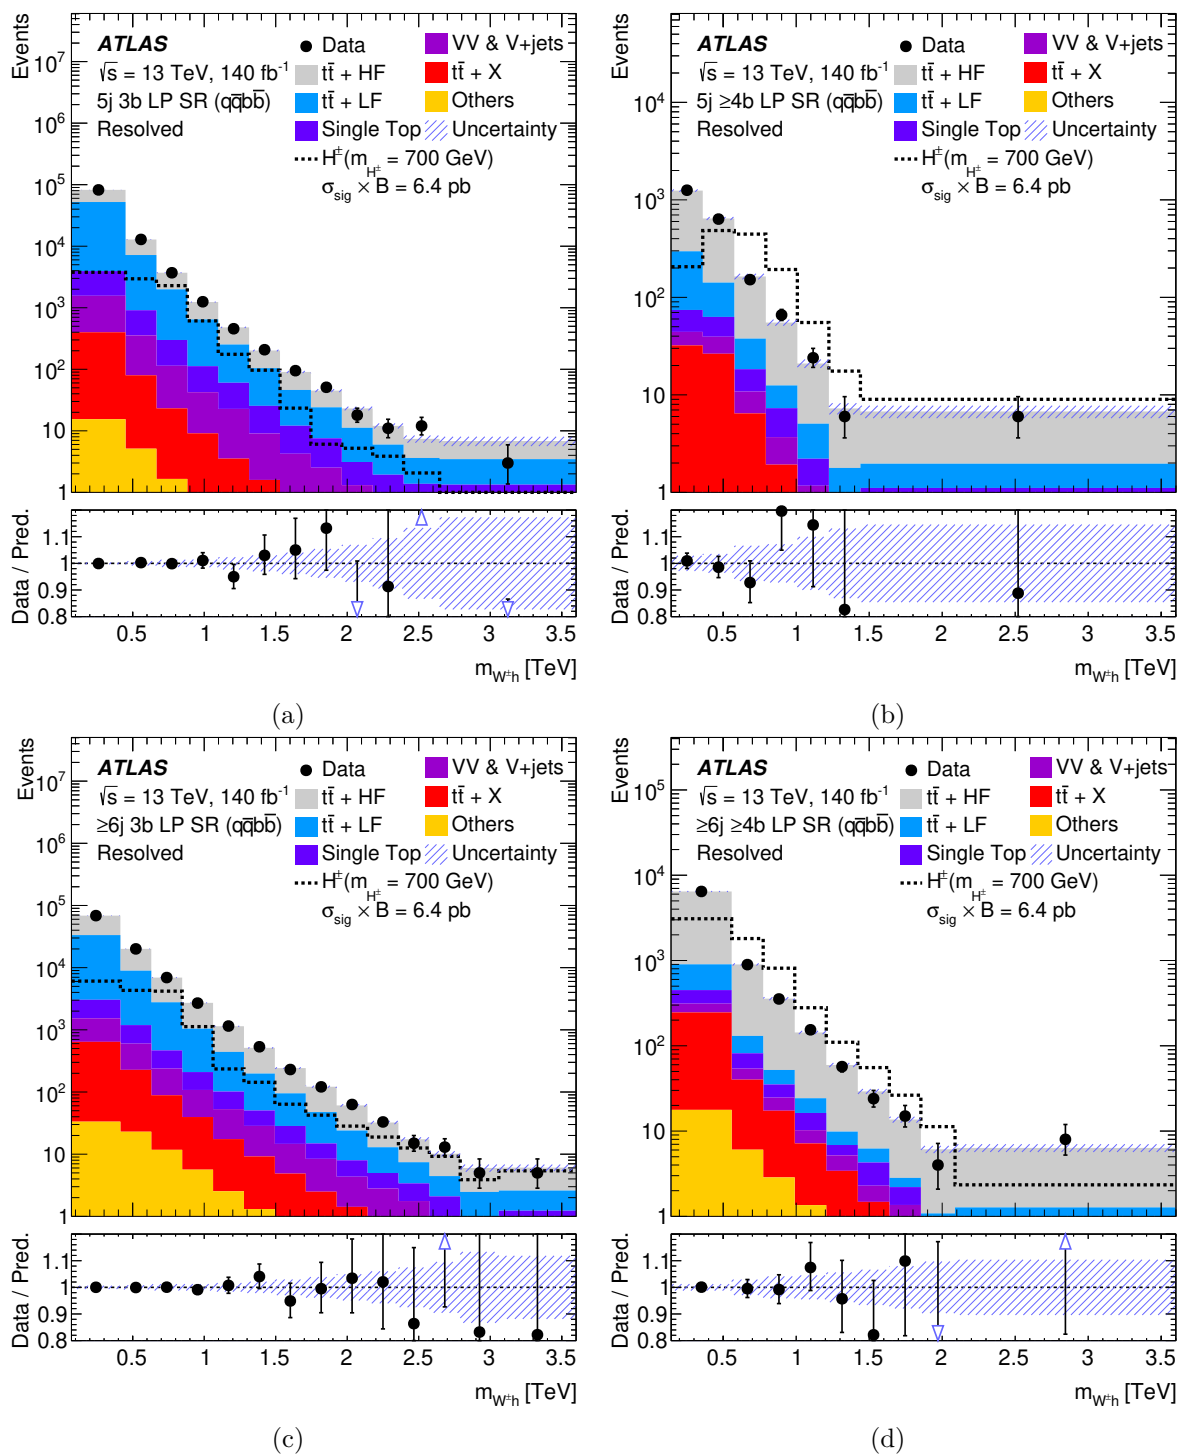 Events
10⁷
10⁶
10⁵
10⁴
10³
10²
10
1
ATLAS
√s = 13 TeV, 140 fb⁻¹
5j 3b LP SR (qq̄bb̄)
Resolved
Data
tt̄ + HF
tt̄ + LF
Single Top
VV & V+jets
tt̄ + X
Others
Uncertainty
H±(m_H± = 700 GeV)
σ_sig × B = 6.4 pb
Data / Pred.
1.1
1
0.9
0.8
0.5 1 1.5 2 2.5 3 3.5
m_W±h [TeV]
(a)
Events
10⁴
10³
10²
10
1
ATLAS
√s = 13 TeV, 140 fb⁻¹
5j ≥4b LP SR (qq̄bb̄)
Resolved
Data
tt̄ + HF
tt̄ + LF
Single Top
VV & V+jets
tt̄ + X
Others
Uncertainty
H±(m_H± = 700 GeV)
σ_sig × B = 6.4 pb
Data / Pred.
1.1
1
0.9
0.8
0.5 1 1.5 2 2.5 3 3.5
m_W±h [TeV]
(b)
Events
10⁷
10⁶
10⁵
10⁴
10³
10²
10
1
ATLAS
√s = 13 TeV, 140 fb⁻¹
≥6j 3b LP SR (qq̄bb̄)
Resolved
Data
tt̄ + HF
tt̄ + LF
Single Top
VV & V+jets
tt̄ + X
Others
Uncertainty
H±(m_H± = 700 GeV)
σ_sig × B = 6.4 pb
Data / Pred.
1.1
1
0.9
0.8
0.5 1 1.5 2 2.5 3 3.5
m_W±h [TeV]
(c)
Events
10⁵
10⁴
10³
10²
10
1
ATLAS
√s = 13 TeV, 140 fb⁻¹
≥6j ≥4b LP SR (qq̄bb̄)
Resolved
Data
tt̄ + HF
tt̄ + LF
Single Top
VV & V+jets
tt̄ + X
Others
Uncertainty
H±(m_H± = 700 GeV)
σ_sig × B = 6.4 pb
Data / Pred.
1.1
1
0.9
0.8
0.5 1 1.5 2 2.5 3 3.5
m_W±h [TeV]
(d)